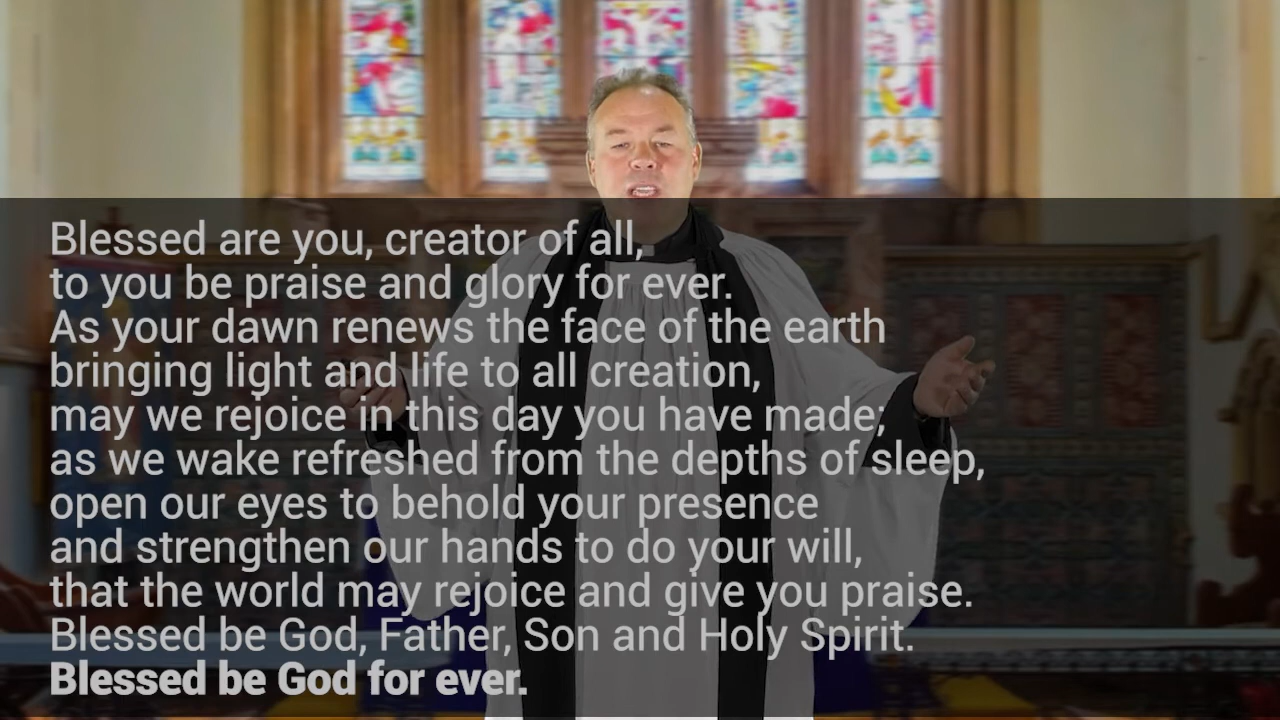 Blessed are you, creator of all,
to you be praise and glory for ever.
As your dawn renews the face of the earth
bringing light and life to all creation,
may we rejoice in this day you have made;
as we wake refreshed from the depths of sleep,
open our eyes to behold your presence
and strengthen our hands to do your will,
that the world may rejoice and give you praise.
Blessed be God, Father, Son and Holy Spirit.
Blessed be God for ever.